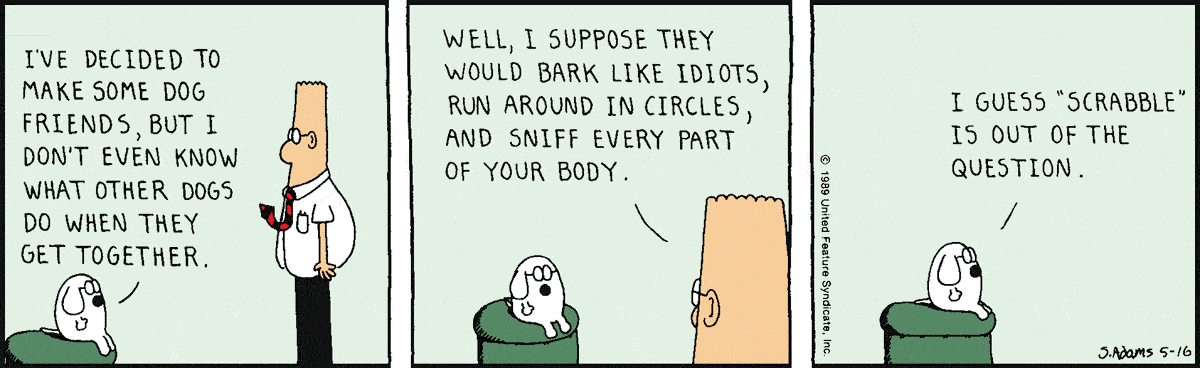 I'VE DECIDED TO
MAKE SOME DOG
FRIENDS, BUT I
DON'T EVEN KNOW
WHAT OTHER DOGS
DO WHEN THEY
GET TOGETHER.
WELL, I SUPPOSE THEY
WOULD BARK LIKE IDIOTS,
RUN AROUND IN CIRCLES,
AND SNIFF EVERY PART
OF YOUR BODY.
© 1989 United Feature Syndicate, Inc.
I GUESS "SCRABBLE"
IS OUT OF THE
QUESTION.
S.Adams 5-16